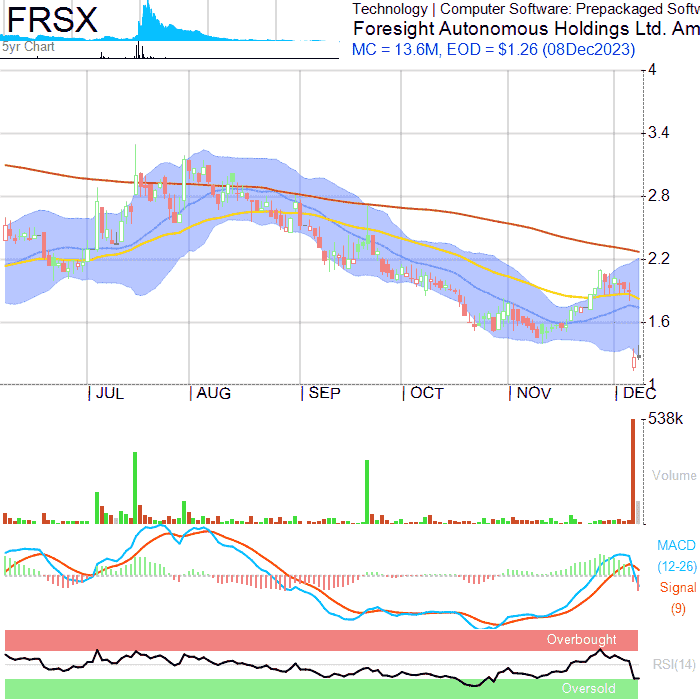 FRSX
5yr Chart
Technology | Computer Software: Prepackaged Softw
Foresight Autonomous Holdings Ltd. Am
MC = 13.6M, EOD = $1.26 (08Dec2023)
4
3.4
2.8
2.2
1.6
1
JUL
AUG
SEP
OCT
NOV
DEC
538k
Volume
MACD
(12-26)
Signal
(9)
Overbought
RSI(14)
Oversold